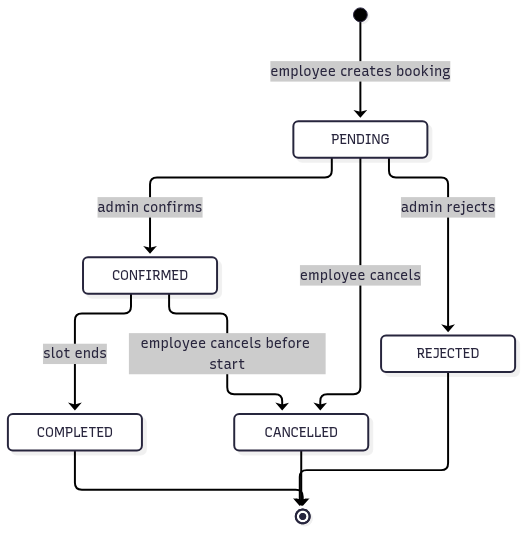 employee creates booking
PENDING
admin confirms
admin rejects
CONFIRMED
employee cancels
slot ends
employee cancels before
start
REJECTED
COMPLETED
CANCELLED